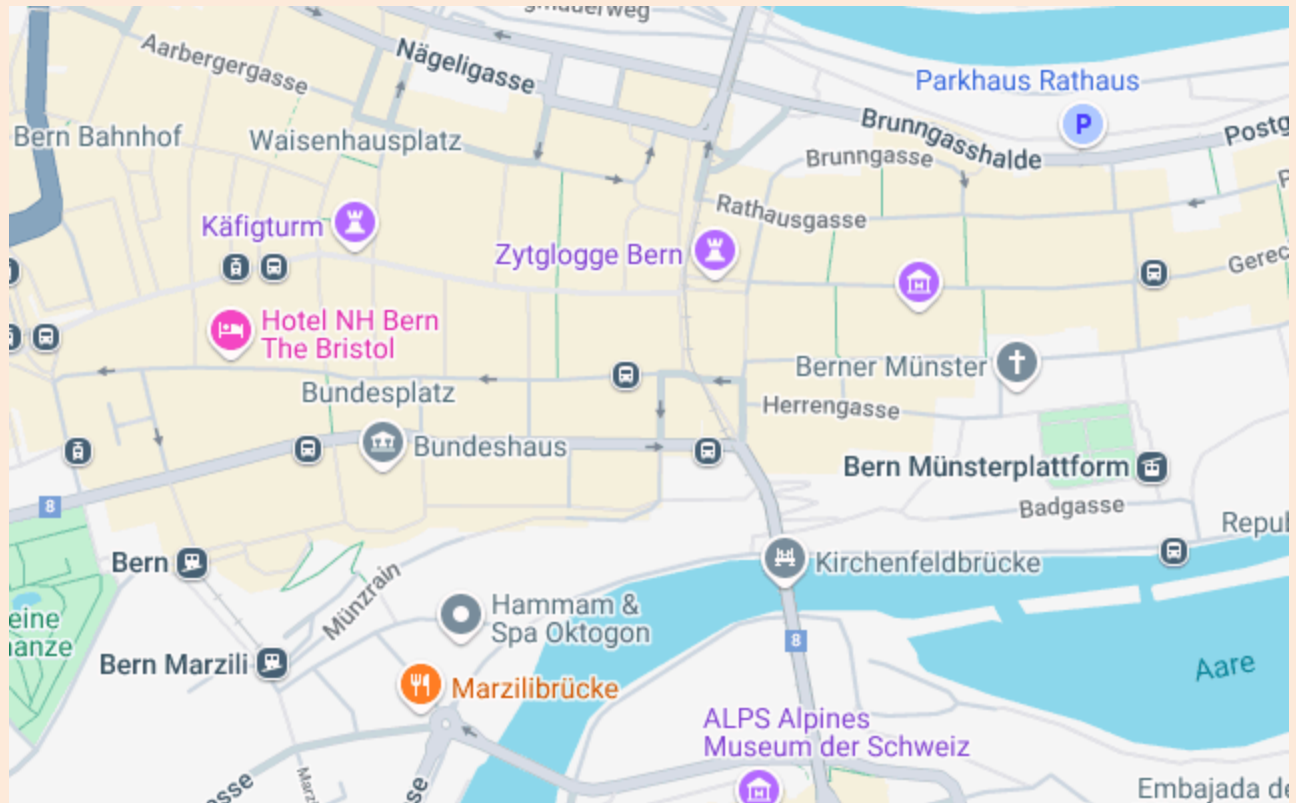 Aarbergergasse
Nägeligasse
Parkhaus Rathaus
P
Bern Bahnhof
Waisenhausplatz
Brunngasshalde
Brunngasse
Käfigturm
Rathausgasse
Zytglogge Bern
Hotel NH Bern
The Bristol
Berner Münster
Bundesplatz
Herrengasse
Bundeshaus
Bern Münsterplattform
8
Badgasse
Bern
Kirchenfeldbrücke
Münzrain
Hammam &
Spa Oktogon
8
Bern Marzili
Aare
Marzilibrücke
ALPS Alpines
Museum der Schweiz
Embajada de